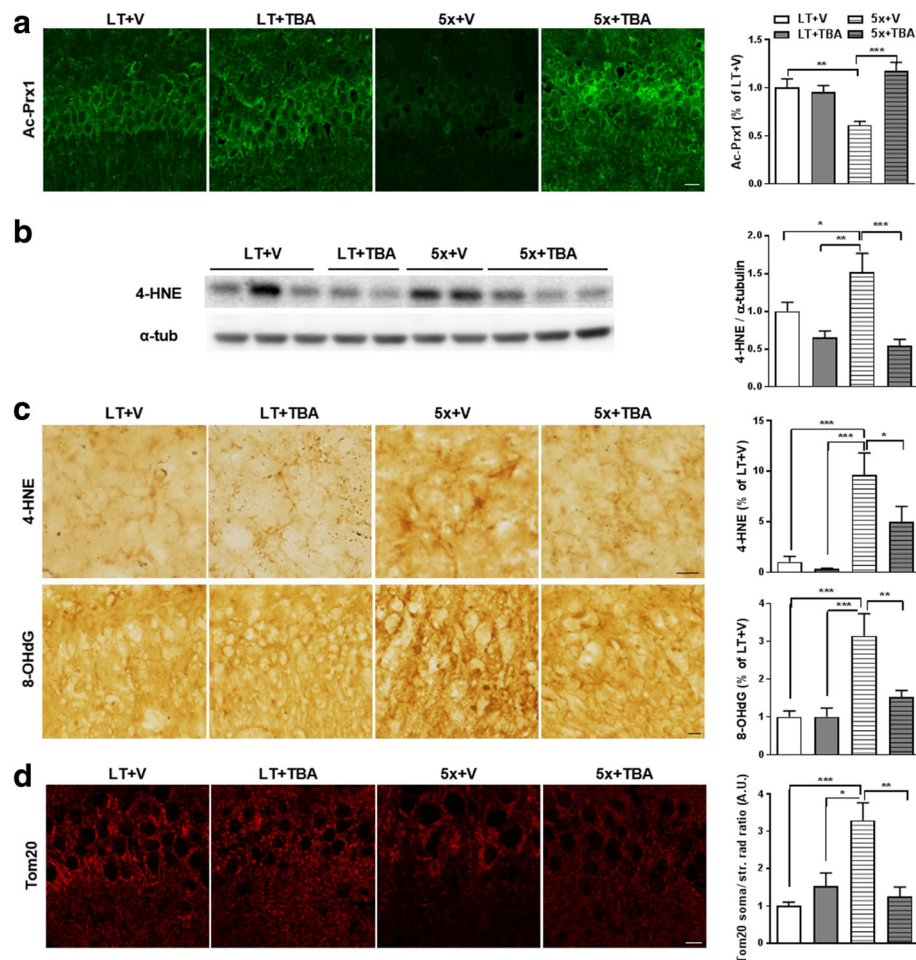 a
LT+V
LT+TBA
5x+V
5x+TBA
Ac-Prx1
LT+V
5x+V
LT+TBA
5x+TBA
Ac-Prx1 (% of LT+V)
1.5
1.0
0.5
0.0
**
***
b
LT+V
LT+TBA
5x+V
5x+TBA
4-HNE
α-tub
4-HNE / α-tubulin
2.0
1.5
1.0
0.5
0.0
*
**
***
c
LT+V
LT+TBA
5x+V
5x+TBA
4-HNE
4-HNE (% of LT+V)
15
10
5
0
***
***
*
8-OHdG
8-OHdG (% of LT+V)
4
3
2
1
0
***
***
**
d
LT+V
LT+TBA
5x+V
5x+TBA
Tom20
Tom20 soma/ str. rad ratio (A.U.)
4
3
2
1
0
***
*
**